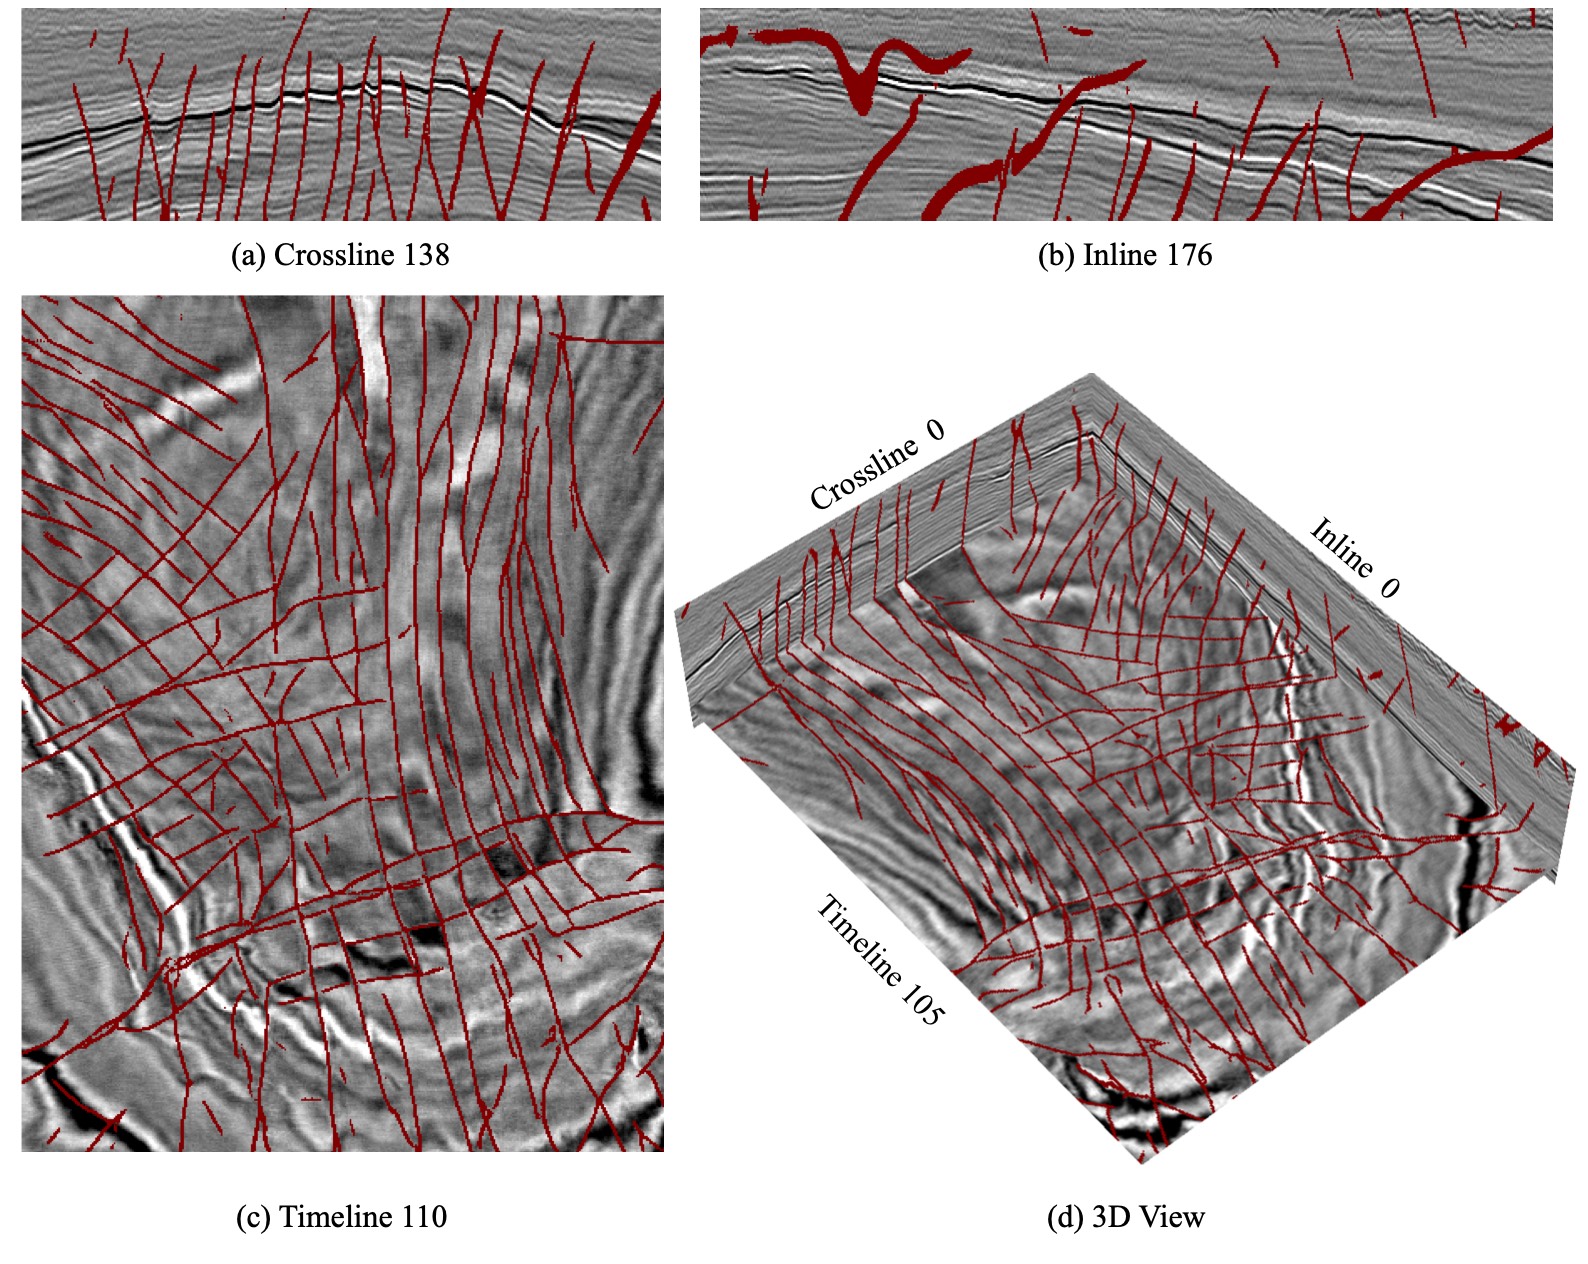 (a) Crossline 138
(b) Inline 176
Crossline 0
Inline 0
Timeline 105
(c) Timeline 110
(d) 3D View